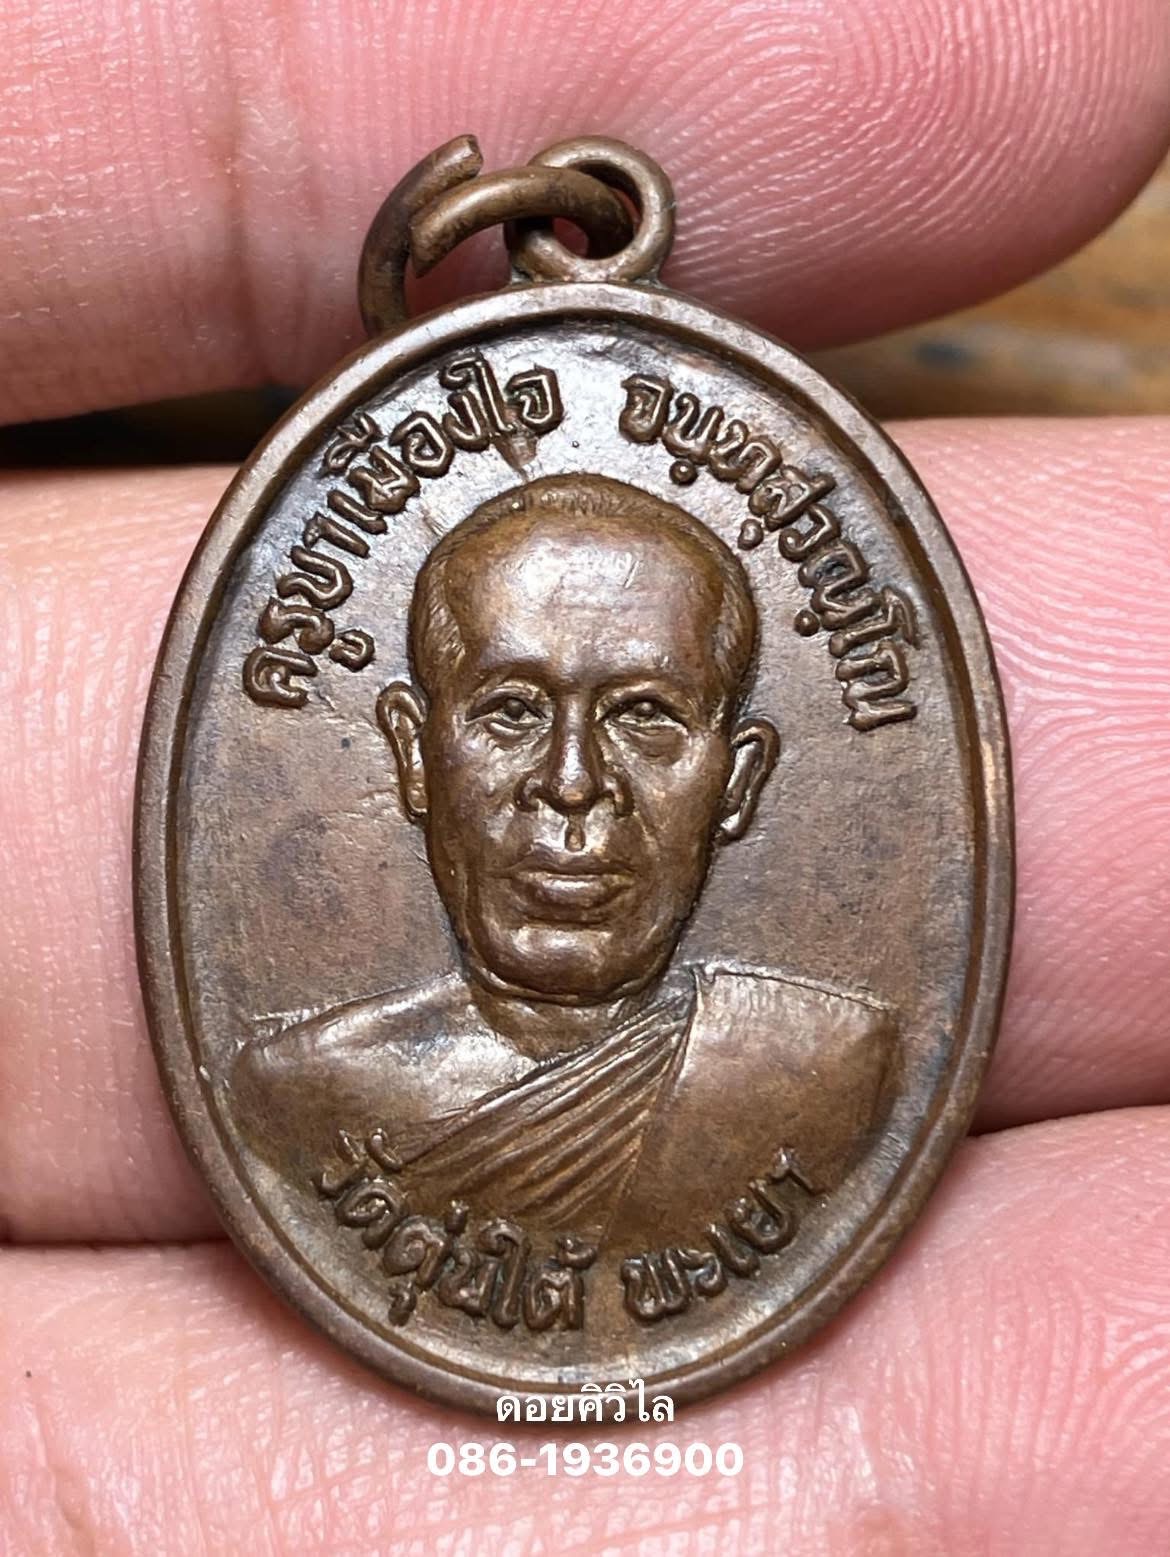 ครูบาเมืองใจ อนฺทสุวณฺโณ
วัดตุ่นใต้ พะเยา
ดอยศิวิไล
086-1936900